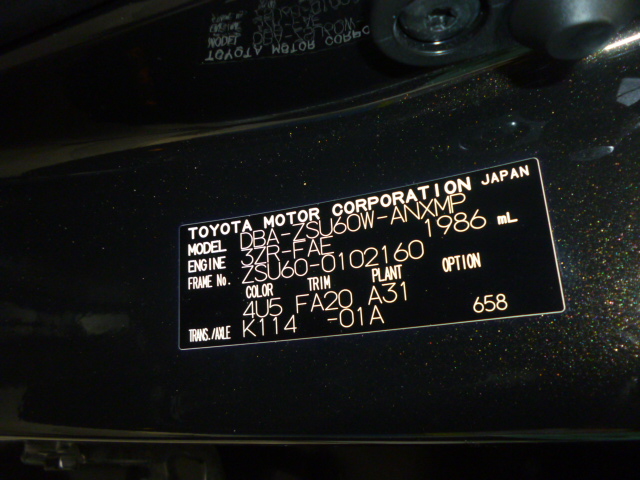 TOYOTA MOTOR CORPORATION JAPAN
MODEL DBA-ZSU60W-ANXMP
ENGINE 3ZR-FAE 1986 mL
FRAME No. ZSU60-0102160
COLOR TRIM PLANT OPTION
4U5 FA20 A31
TRANS./AXLE K114 -01A 658